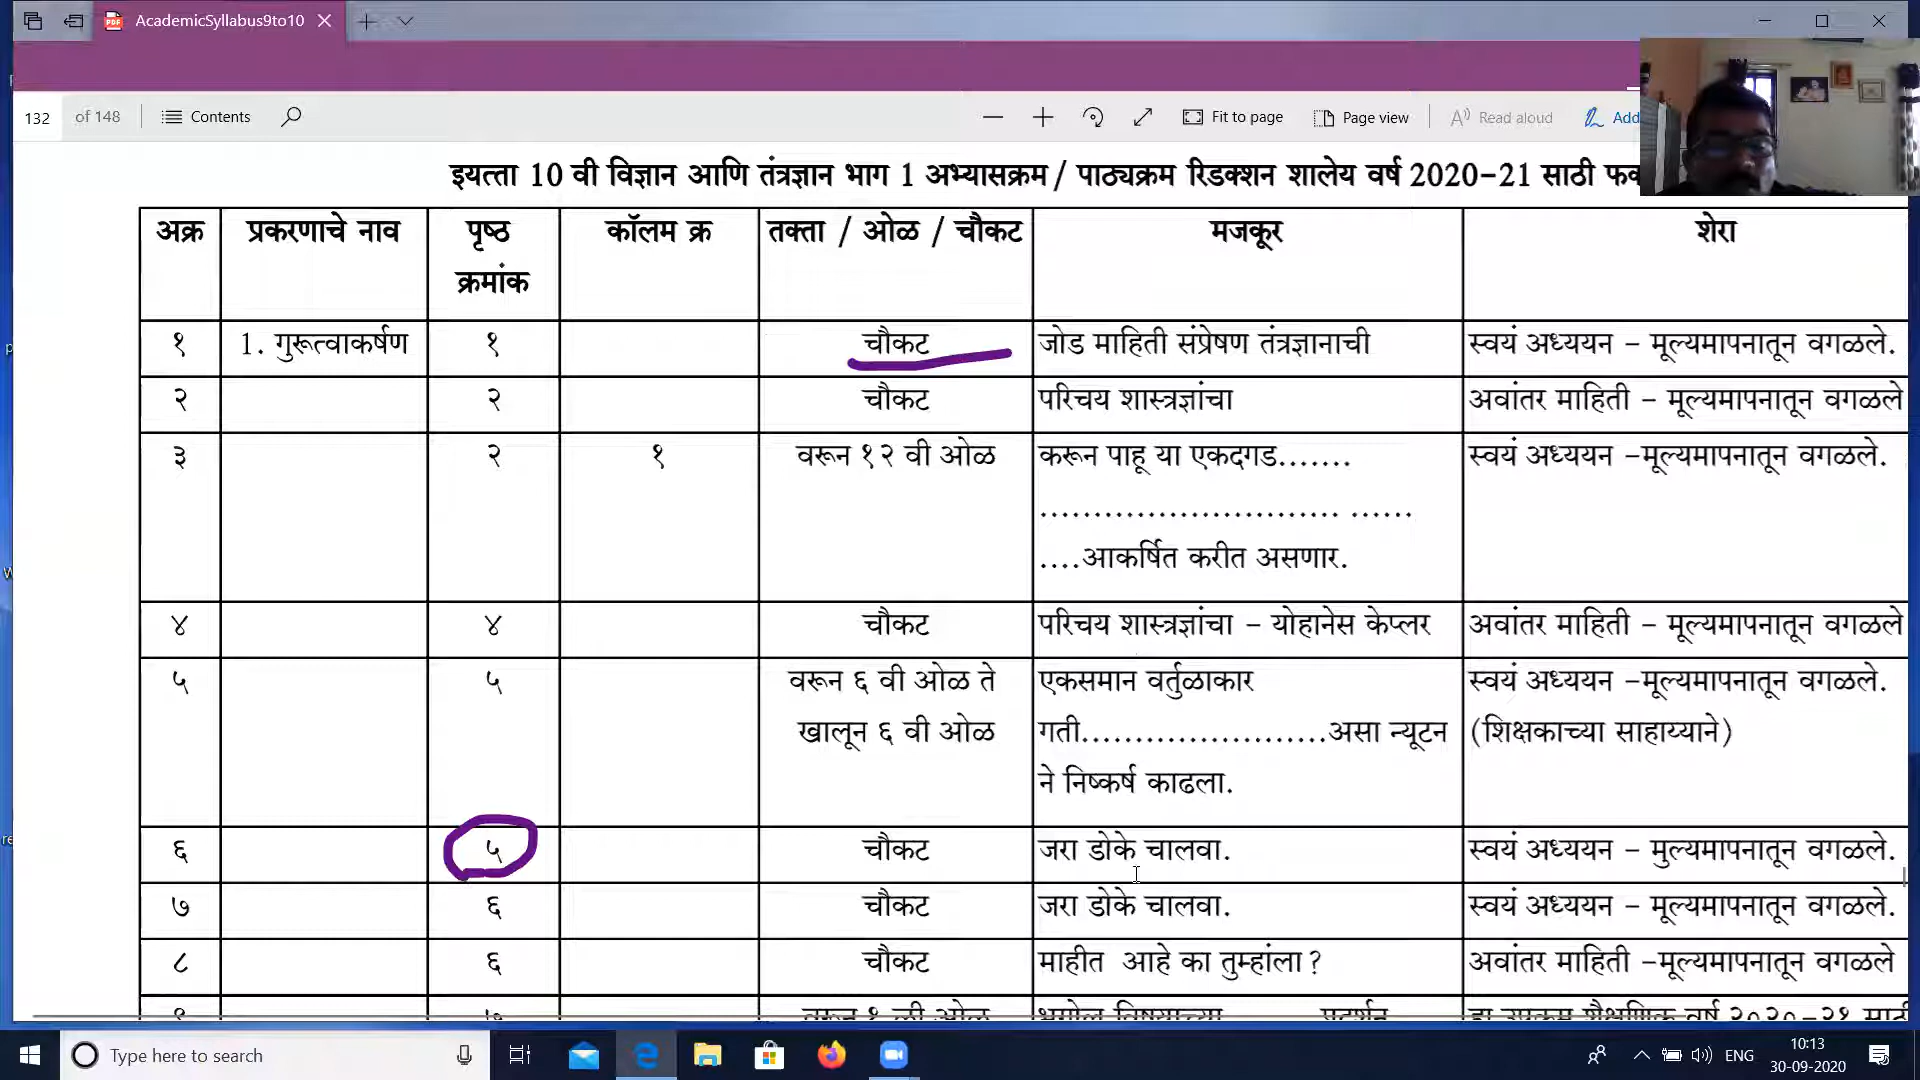 AcademicSyllabus9to10
132 of 148 Contents Fit to page Page view Read aloud Add
इयत्ता 10 वी विज्ञान आणि तंत्रज्ञान भाग 1 अभ्यासक्रम / पाठ्यक्रम रिडक्शन शालेय वर्ष 2020-21 साठी
अक्र प्रकरणाचे नाव पृष्ठ कॉलम क्र तक्ता / ओळ / चौकट मजकूर शेरा
क्रमांक
१ 1. गुरूत्वाकर्षण १ चौकट जोड माहिती संप्रेषण तंत्रज्ञानाची स्वयं अध्ययन - मूल्यमापनातून वगळले.
२ २ चौकट परिचय शास्त्रज्ञांचा अवांतर माहिती - मूल्यमापनातून वगळले
३ २ १ वरून १२ वी ओळ करून पाहू या एकदगड....... स्वयं अध्ययन -मूल्यमापनातून वगळले.
............................ ......
....आकर्षित करीत असणार.
४ ४ चौकट परिचय शास्त्रज्ञांचा - योहानेस केप्लर अवांतर माहिती - मूल्यमापनातून वगळले
५ ५ वरून ६ वी ओळ ते एकसमान वर्तुळाकार स्वयं अध्ययन -मूल्यमापनातून वगळले.
खालून ६ वी ओळ गती.......................असा न्यूटन (शिक्षकाच्या साहाय्याने)
ने निष्कर्ष काढला.
६ ५ चौकट जरा डोके चालवा. स्वयं अध्ययन - मुल्यमापनातून वगळले.
७ ६ चौकट जरा डोके चालवा. स्वयं अध्ययन - मूल्यमापनातून वगळले.
८ ६ चौकट माहीत आहे का तुम्हांला? अवांतर माहिती -मूल्यमापनातून वगळले
Type here to search ENG 10:13
30-09-2020